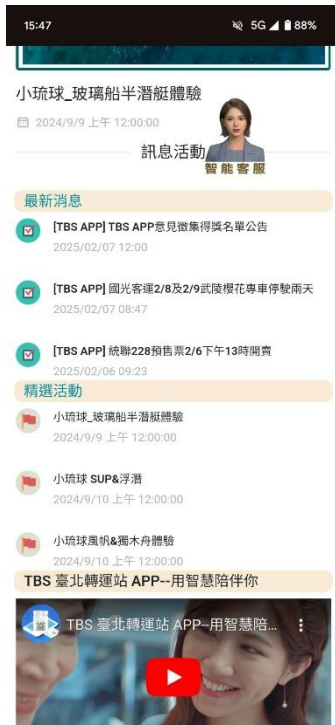 15:47 5G 88%
小琉球_玻璃船半潛艇體驗
2024/9/9 上午 12:00:00
訊息活動
智能客服
最新消息
[TBS APP] TBS APP意見徵集得獎名單公告
2025/02/07 12:00
[TBS APP] 國光客運2/8及2/9武陵櫻花專車停駛兩天
2025/02/07 08:47
[TBS APP] 統聯228預售票2/6下午13時開賣
2025/02/06 09:23
精選活動
小琉球_玻璃船半潛艇體驗
2024/9/9 上午 12:00:00
小琉球 SUP&浮潛
2024/9/10 上午 12:00:00
小琉球風帆&獨木舟體驗
2024/9/10 上午 12:00:00
TBS 臺北轉運站 APP--用智慧陪伴你
TBS 臺北轉運站 APP--用智慧陪...